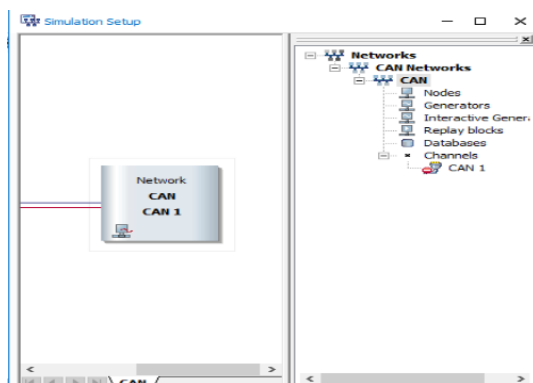 Simulation Setup
Network
CAN
CAN 1
Networks
CAN Networks
CAN
Nodes
Generators
Interactive Gener
Replay blocks
Databases
Channels
CAN 1
CAN